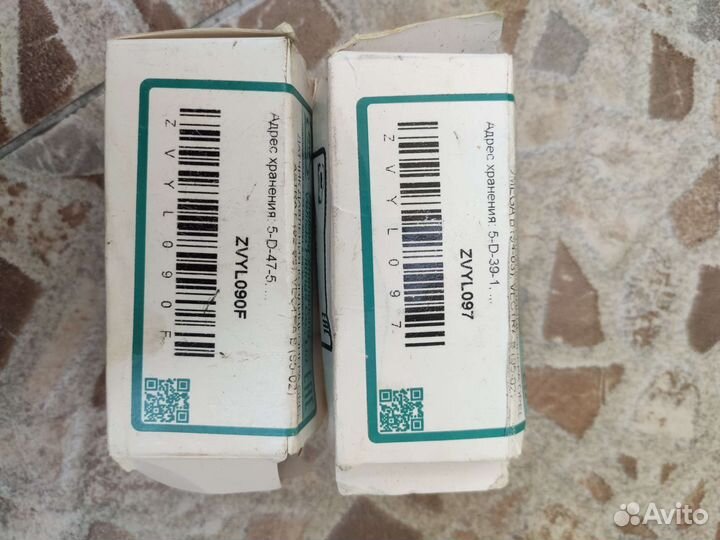 Адрес хранения: 5-D-47-5, ...
ZVYL090F
ZVYL090F
Адрес хранения: 5-D-39-1, ...
ZVYL097
ZVYL097
Avito